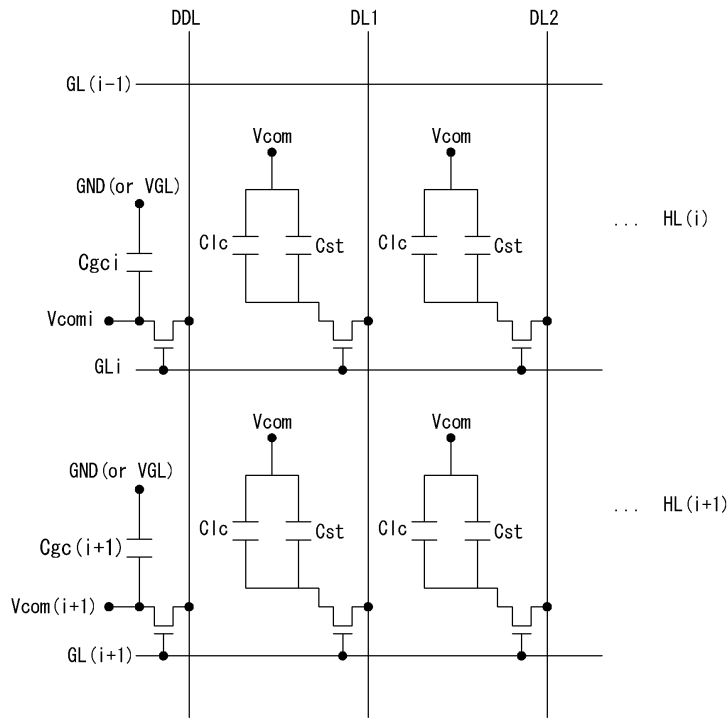 DDL DL1 DL2
GL(i-1)
Vcom Vcom
GND(or VGL)
... HL(i)
Clc Cst Clc Cst
Cgci
Vcomi
GLi
Vcom Vcom
GND(or VGL)
... HL(i+1)
Clc Cst Clc Cst
Cgc(i+1)
Vcom(i+1)
GL(i+1)